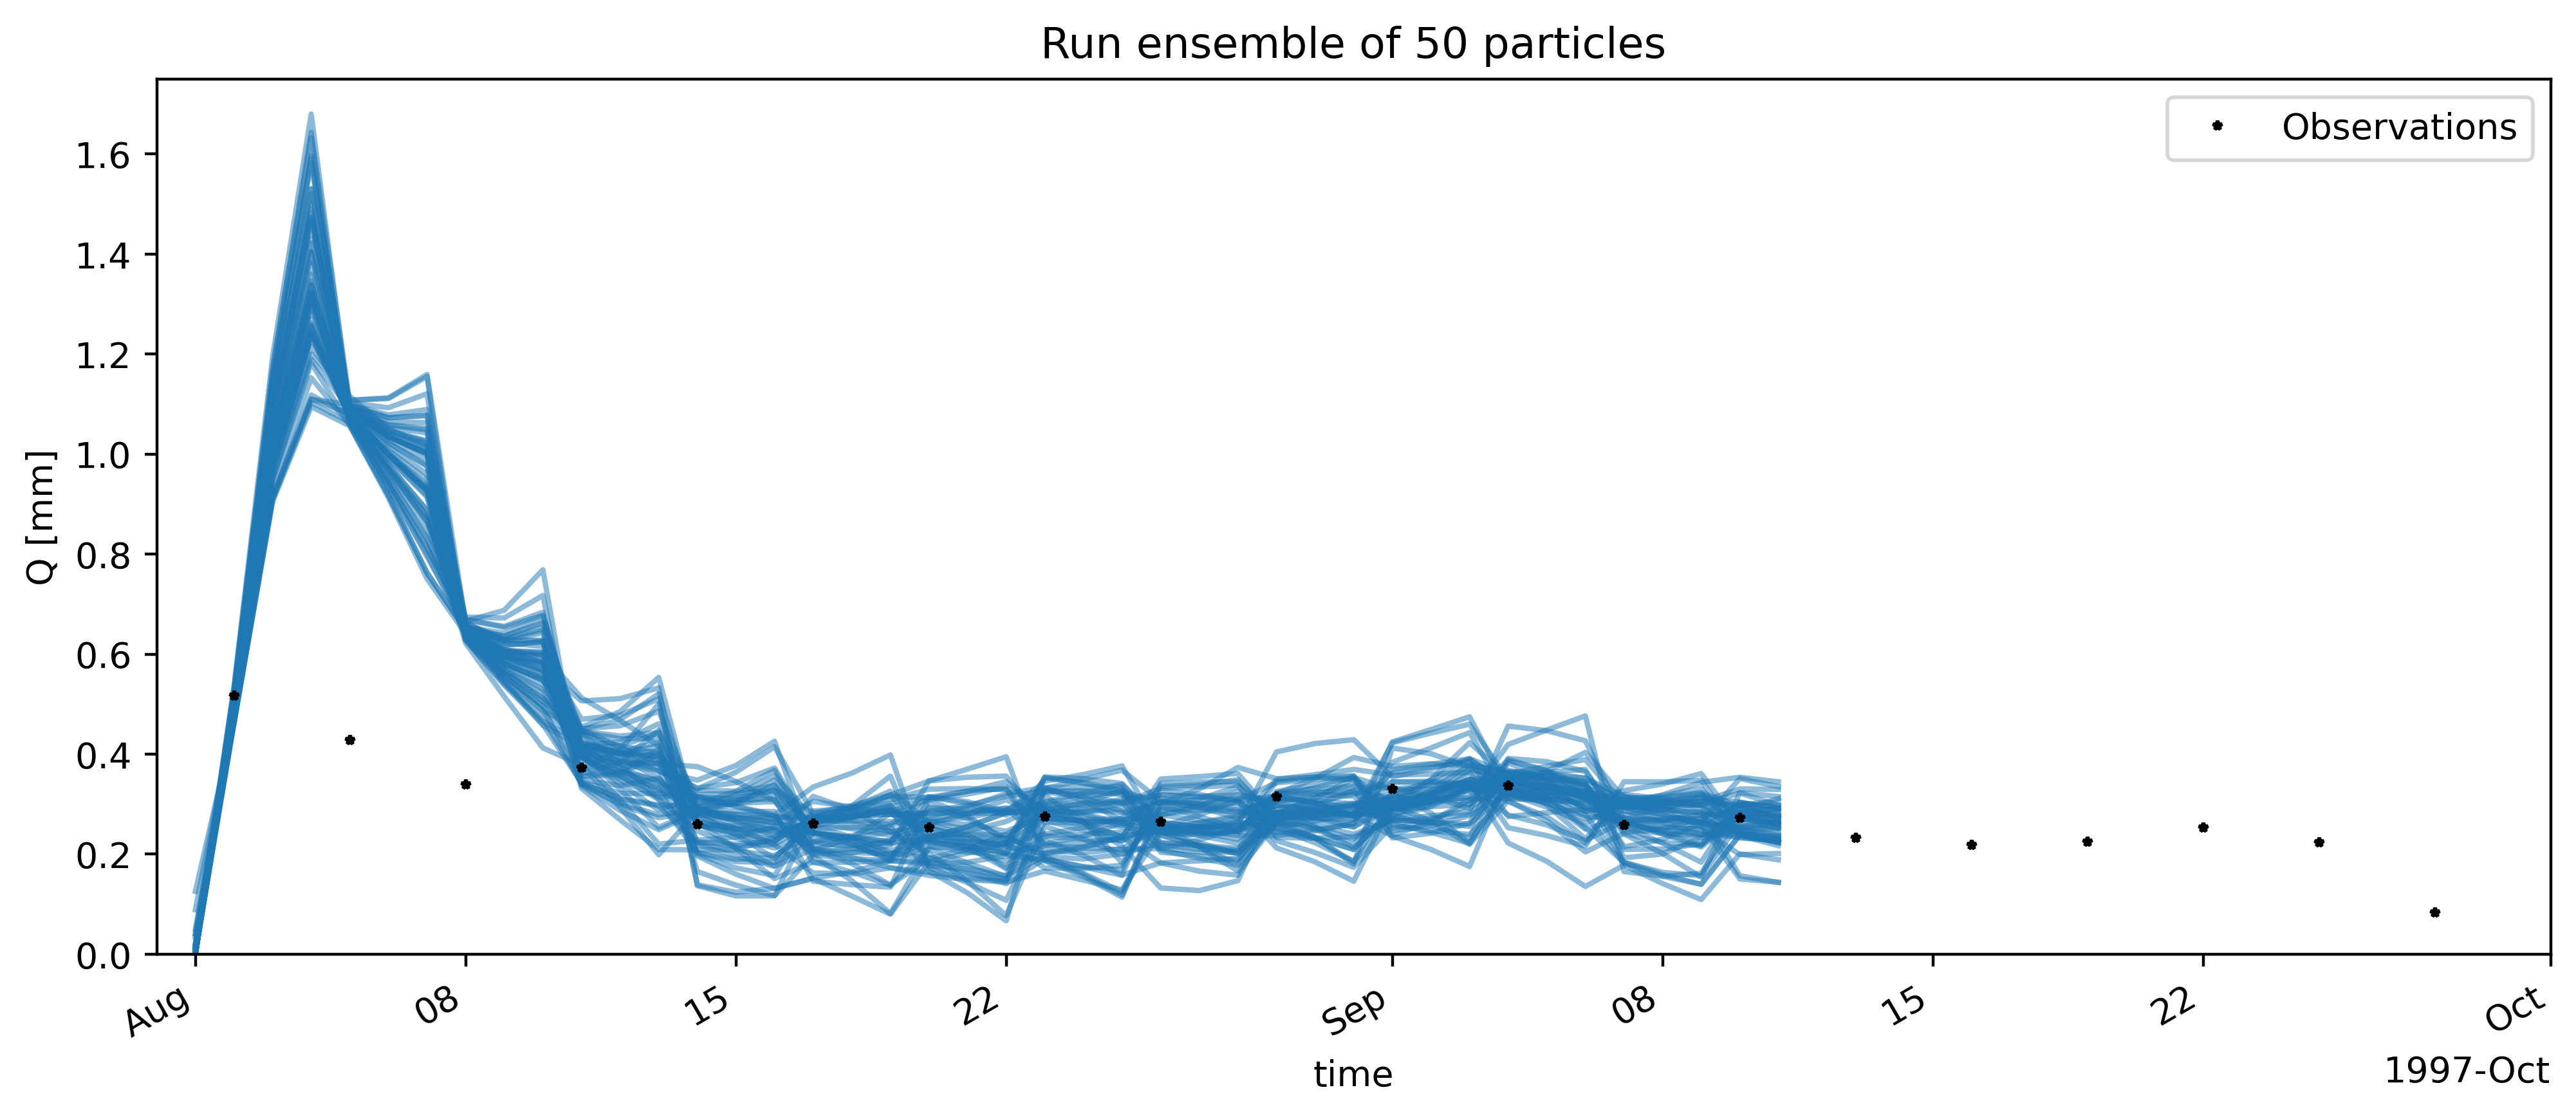 Run ensemble of 50 particles
Observations
Q [mm]
1.6
1.4
1.2
1.0
0.8
0.6
0.4
0.2
0.0
Aug 08 15 22 Sep 08 15 22 Oct
time
1997-Oct